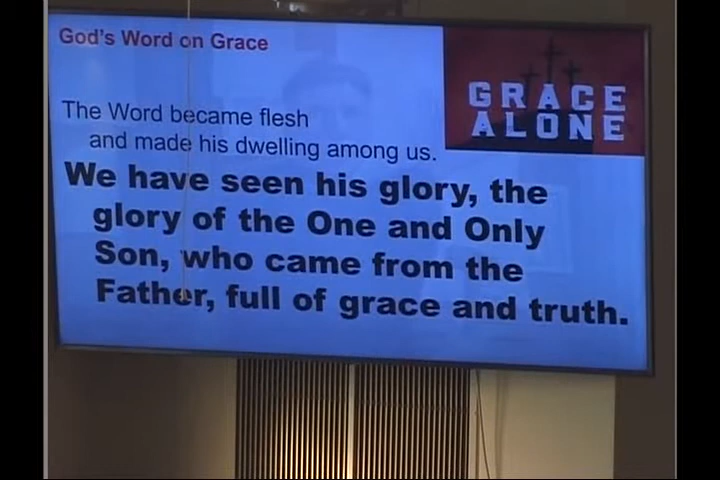 God's Word on Grace
GRACE
ALONE
The Word became flesh
and made his dwelling among us.
We have seen his glory, the
glory of the One and Only
Son, who came from the
Father, full of grace and truth.